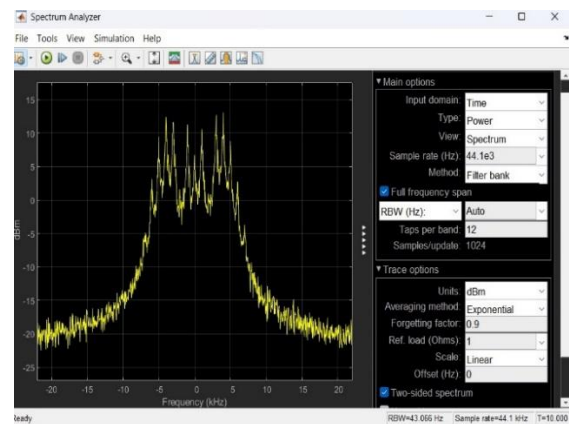 Spectrum Analyzer
File Tools View Simulation Help
▼ Main options
Input domain: Time
Type: Power
View: Spectrum
Sample rate (Hz): 44.1e3
Method: Filter bank
Full frequency span
RBW (Hz): Auto
Taps per band: 12
Samples/update: 1024
▼ Trace options
Units: dBm
Averaging method: Exponential
Forgetting factor: 0.9
Ref. load (Ohms): 1
Scale: Linear
Offset (Hz): 0
Two-sided spectrum
15
10
5
0
-5
-10
-15
-20
-25
dBm
-20 -15 -10 -5 0 5 10 15 20
Frequency (kHz)
Ready
RBW=43.066 Hz Sample rate=44.1 kHz T=10.000